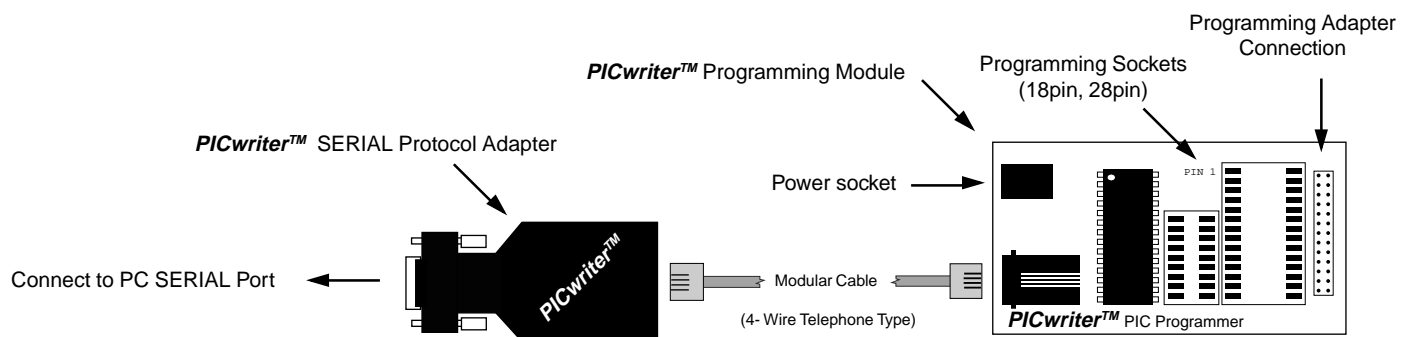 Programming Adapter
Connection
PICwriter™ Programming Module
Programming Sockets
(18pin, 28pin)
PICwriter™ SERIAL Protocol Adapter
Power socket
PIN 1
PICwriter™
Connect to PC SERIAL Port
Modular Cable
(4- Wire Telephone Type)
PICwriter™ PIC Programmer